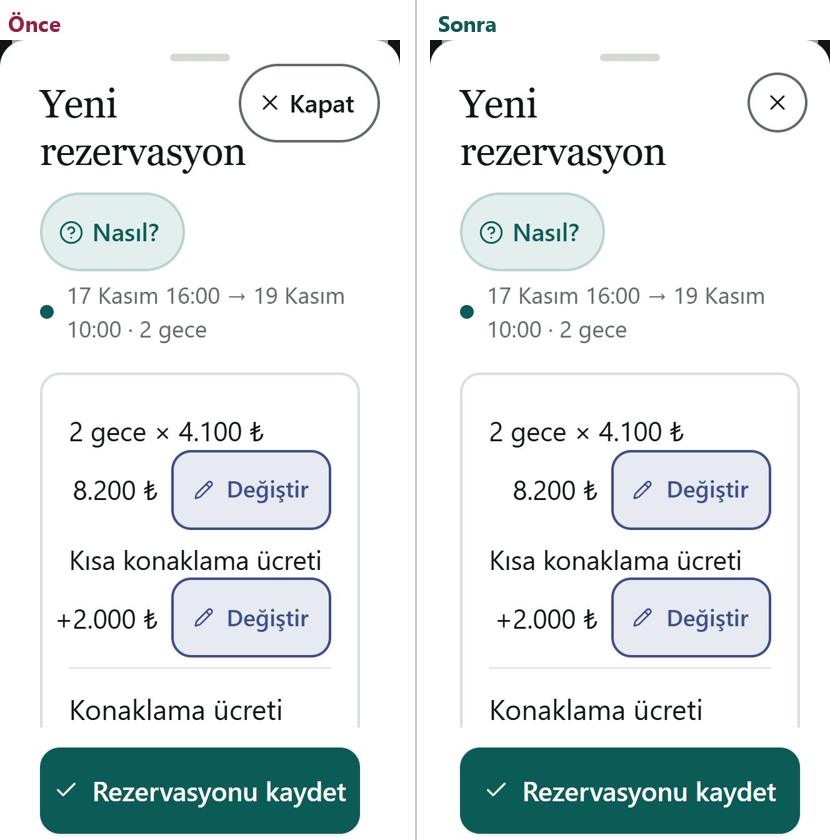 Önce
Yeni
rezervasyon
× Kapat
Nasıl?
17 Kasım 16:00 → 19 Kasım
10:00 · 2 gece
2 gece × 4.100 ₺
8.200 ₺ Değiştir
Kısa konaklama ücreti
+2.000 ₺ Değiştir
Konaklama ücreti
Rezervasyonu kaydet
Sonra
Yeni
rezervasyon
×
Nasıl?
17 Kasım 16:00 → 19 Kasım
10:00 · 2 gece
2 gece × 4.100 ₺
8.200 ₺ Değiştir
Kısa konaklama ücreti
+2.000 ₺ Değiştir
Konaklama ücreti
Rezervasyonu kaydet